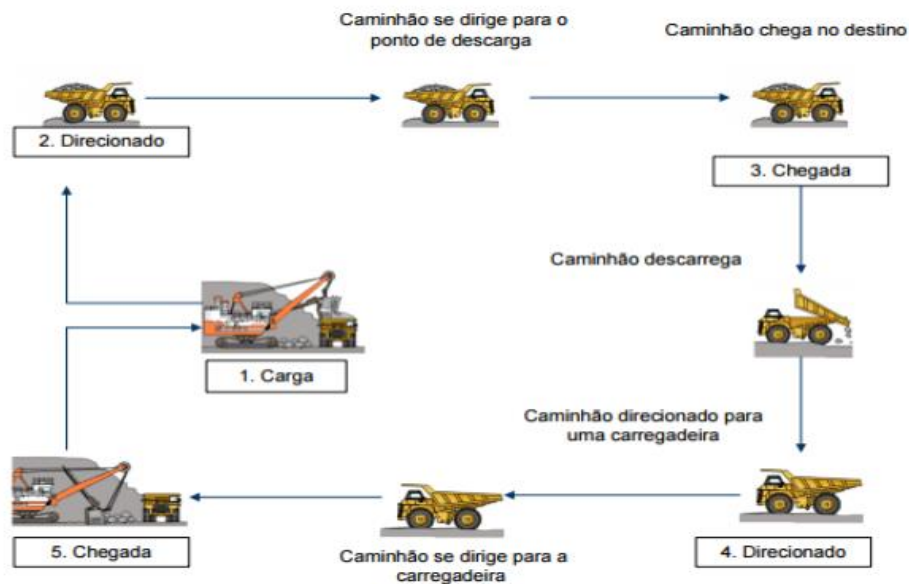 Caminhão se dirige para o
ponto de descarga
Caminhão chega no destino
2. Direcionado
3. Chegada
Caminhão descarrega
1. Carga
Caminhão direcionado para
uma carregadeira
5. Chegada
Caminhão se dirige para a
carregadeira
4. Direcionado